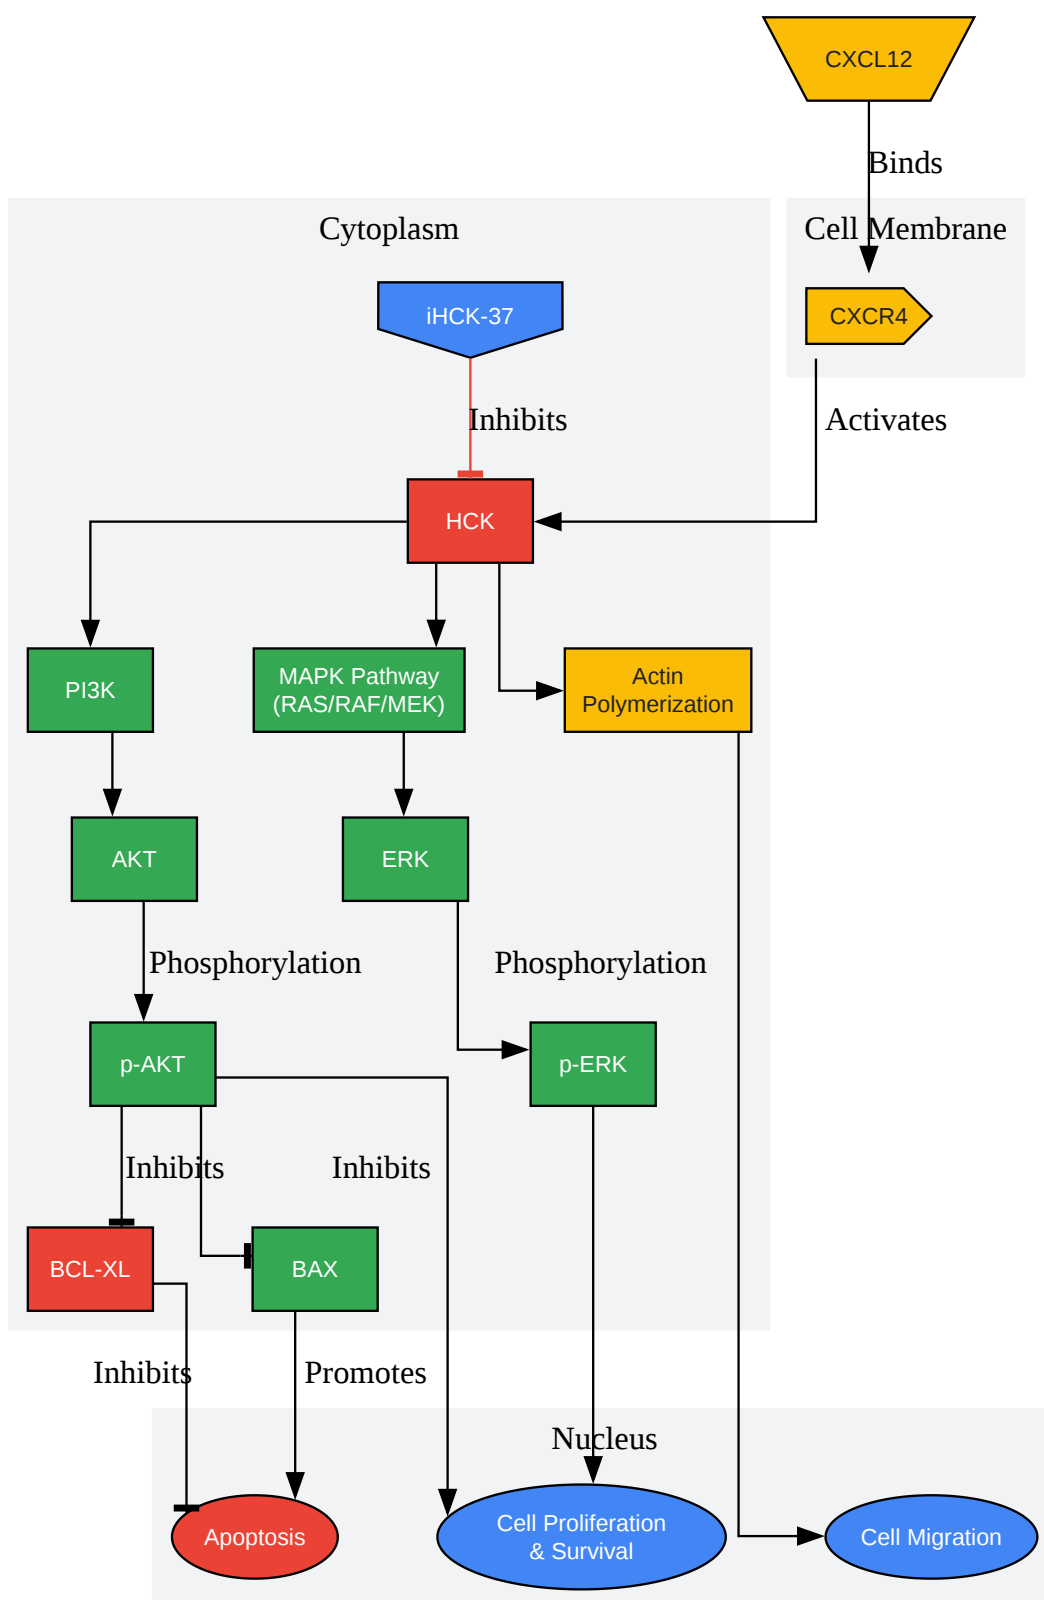 CXCL12
Binds
Cytoplasm
Cell Membrane
iHCK-37
CXCR4
Inhibits
Activates
HCK
PI3K
MAPK Pathway
(RAS/RAF/MEK)
Actin
Polymerization
AKT
ERK
Phosphorylation
Phosphorylation
p-AKT
p-ERK
Inhibits
Inhibits
BCL-XL
BAX
Inhibits
Promotes
Nucleus
Apoptosis
Cell Proliferation
& Survival
Cell Migration